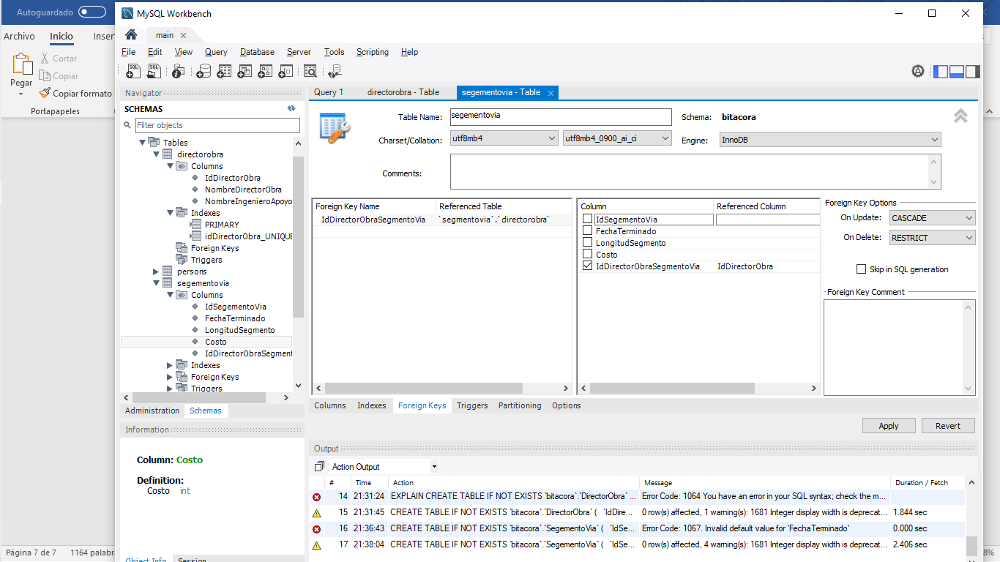 Autoguardado
Archivo Inicio Inser
Pegar
Cortar
Copiar
Copiar formato
Portapapeles
Página 7 de 7 1164 palabr
8%
MySQL Workbench
main
File Edit View Query Database Server Tools Scripting Help
Navigator
SCHEMAS
Filter objects
Tables
directorobra
Columns
IdDirectorObra
NombreDirectorObra
NombreIngenieroApoyo
Indexes
PRIMARY
idDirectorObra_UNIQUE
Foreign Keys
Triggers
persons
segementovia
Columns
IdSegementoVia
FechaTerminado
LongitudSegmento
Costo
IdDirectorObraSegment
Indexes
Foreign Keys
Triggers
Administration Schemas
Information
Column: Costo
Definition:
Costo int
Object Info Session
Query 1 directorobra - Table segementovia - Table
Table Name: segementovia Schema: bitacora
Charset/Collation: utf8mb4 utf8mb4_0900_ai_ci Engine: InnoDB
Comments:
Foreign Key Name Referenced Table
IdDirectorObraSegmentoVia `segmentovia`.`directorobra`
Column Referenced Column
IdSegementoVia
FechaTerminado
LongitudSegmento
Costo
IdDirectorObraSegmentoVia IdDirectorObra
Foreign Key Options
On Update: CASCADE
On Delete: RESTRICT
Skip in SQL generation
Foreign Key Comment
Columns Indexes Foreign Keys Triggers Partitioning Options
Apply Revert
Output
Action Output
# Time Action Message Duration / Fetch
14 21:31:24 EXPLAIN CREATE TABLE IF NOT EXISTS `bitacora`.`DirectorObra` ... Error Code: 1064 You have an error in your SQL syntax; check the m...
15 21:31:45 CREATE TABLE IF NOT EXISTS `bitacora`.`DirectorObra` ( `IdDire... 0 row(s) affected, 1 warning(s): 1681 Integer display width is deprecat... 1.844 sec
16 21:36:43 CREATE TABLE IF NOT EXISTS `bitacora`.`SegementoVia` ( `IdSe... Error Code: 1067. Invalid default value for 'FechaTerminado' 0.000 sec
17 21:38:04 CREATE TABLE IF NOT EXISTS `bitacora`.`SegementoVia` ( `IdSe... 0 row(s) affected, 4 warning(s): 1681 Integer display width is deprecat... 2.406 sec